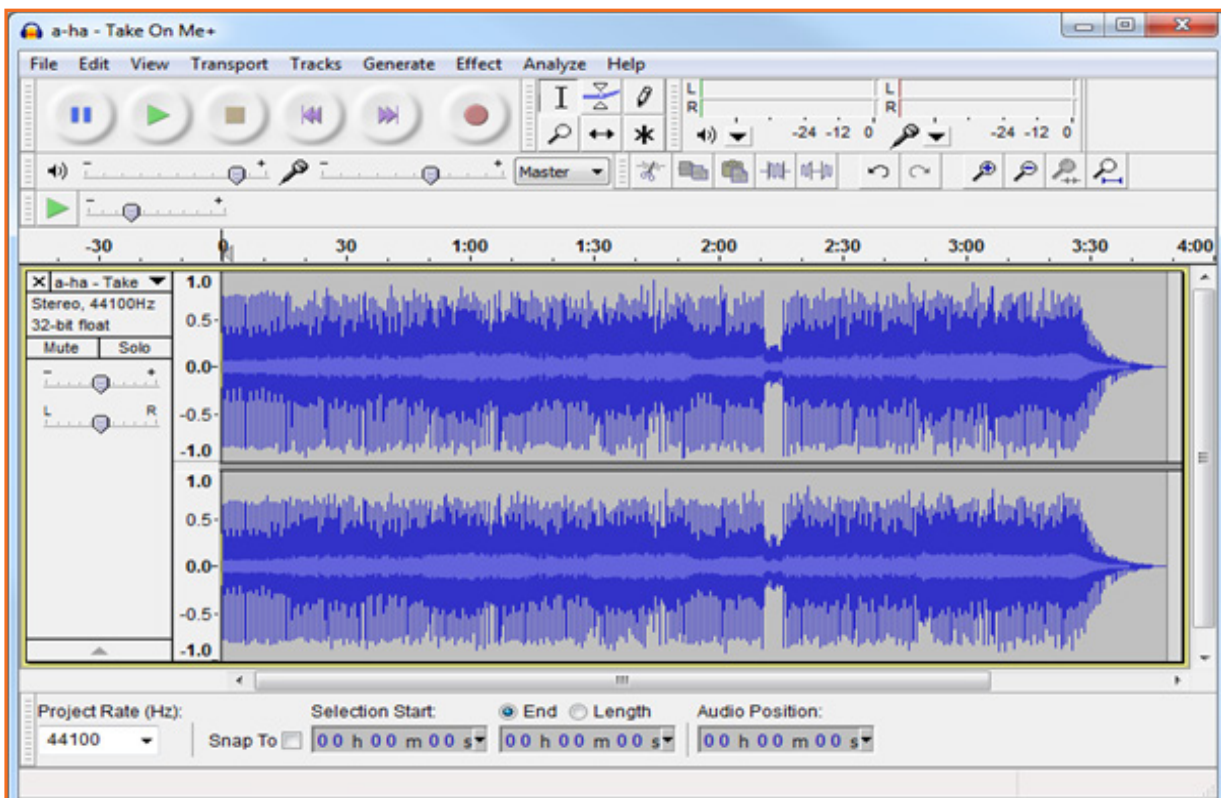 a-ha - Take On Me+
File Edit View Transport Tracks Generate Effect Analyze Help
L
R
-24 -12 0
L
R
-24 -12 0
- + - + Master
- +
-30 0 30 1:00 1:30 2:00 2:30 3:00 3:30 4:00
X a-ha - Take
Stereo, 44100Hz
32-bit float
Mute Solo
- +
L R
1.0
0.5-
0.0-
-0.5-
-1.0
1.0
0.5-
0.0-
-0.5-
-1.0
Project Rate (Hz): Selection Start: End Length Audio Position:
44100 Snap To 00 h 00 m 00 s 00 h 00 m 00 s 00 h 00 m 00 s